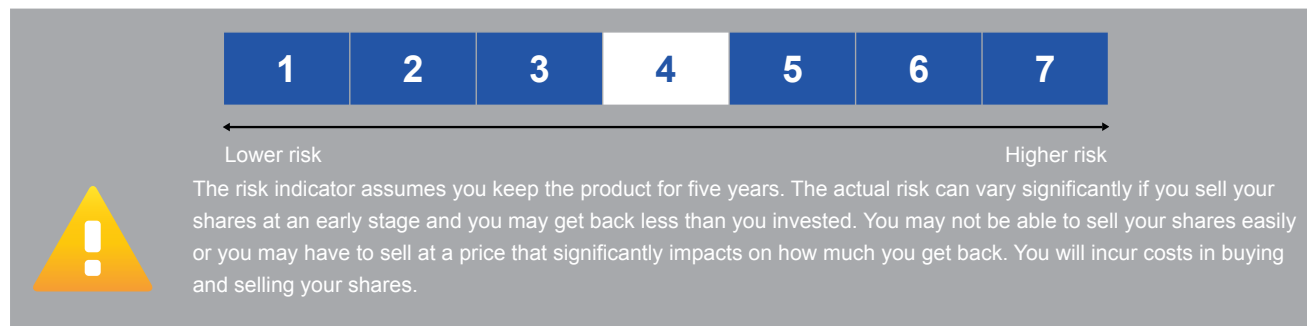 1 2 3 4 5 6 7
Lower risk Higher risk
The risk indicator assumes you keep the product for five years. The actual risk can vary significantly if you sell your
shares at an early stage and you may get back less than you invested. You may not be able to sell your shares easily
or you may have to sell at a price that significantly impacts on how much you get back. You will incur costs in buying
and selling your shares.